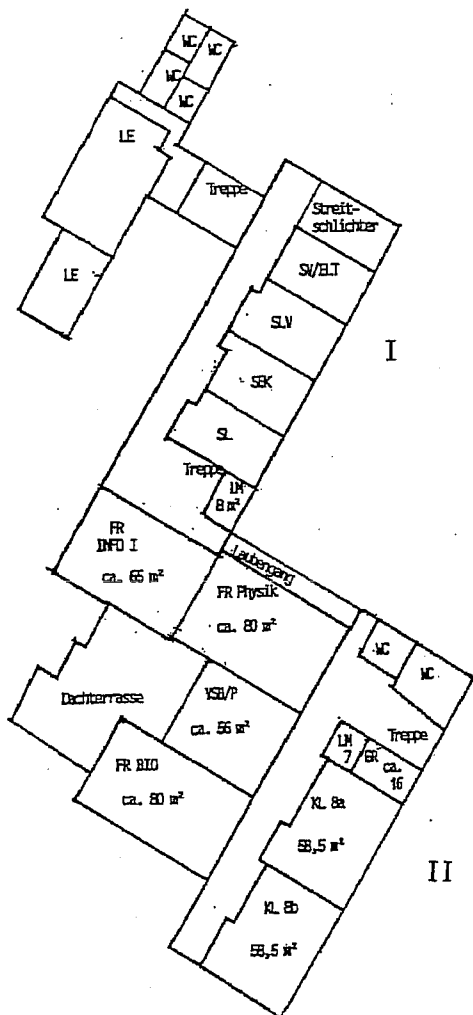 WC
WC
WC
WC
LE
Treppe
LE
Streit-
schlichter
SV/ELT
SLV
SEK
SL
I
Treppe
LM
8 m²
FR
INFO I
ca. 65 m²
Laubengang
FR Physik
ca. 80 m²
WC
WC
Dachterrasse
VSB/P
ca. 56 m²
Treppe
LM
7
BR
ca.
16
FR BIO
ca. 80 m²
KL 8a
58,5 m²
II
KL 8b
58,5 m²